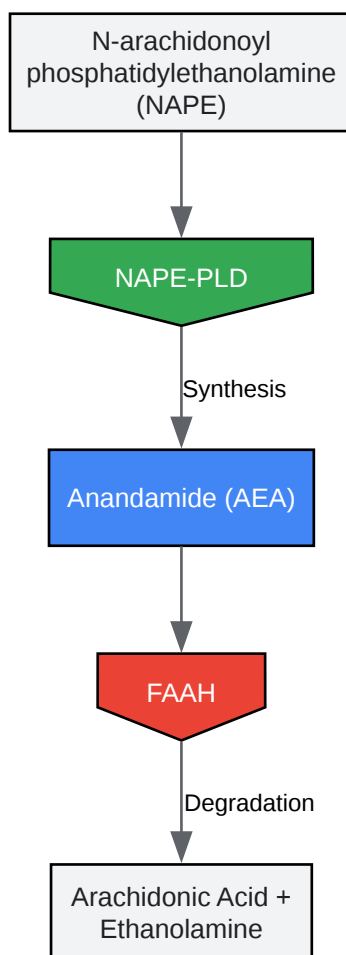 N-arachidonoyl
phosphatidylethanolamine
(NAPE)
NAPE-PLD
Synthesis
Anandamide (AEA)
FAAH
Degradation
Arachidonic Acid +
Ethanolamine